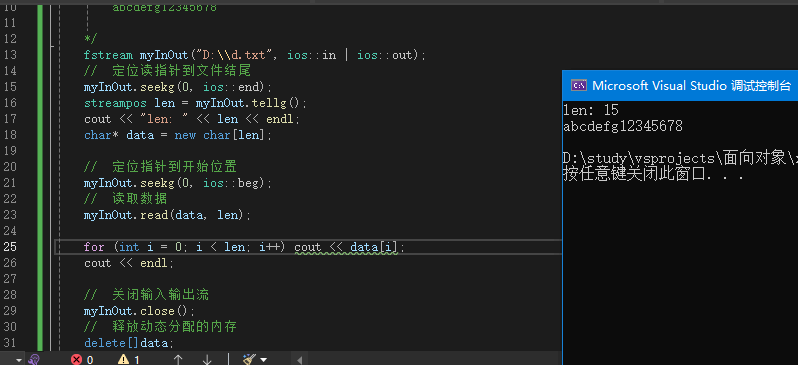 10 abcdefg12345678
11
12 */
13 fstream myInOut("D:\\d.txt", ios::in | ios::out);
14 // 定位读指针到文件结尾
15 myInOut.seekg(0, ios::end);
16 streampos len = myInOut.tellg();
17 cout << "len: " << len << endl;
18 char* data = new char[len];
19
20 // 定位指针到开始位置
21 myInOut.seekg(0, ios::beg);
22 // 读取数据
23 myInOut.read(data, len);
24
25 for (int i = 0; i < len; i++) cout << data[i];
26 cout << endl;
27
28 // 关闭输入输出流
29 myInOut.close();
30 // 释放动态分配的内存
31 delete[]data;
0 1
Microsoft Visual Studio 调试控制台
len: 15
abcdefg12345678
D:\study\vsprojects\面向对象\
按任意键关闭此窗口. . .